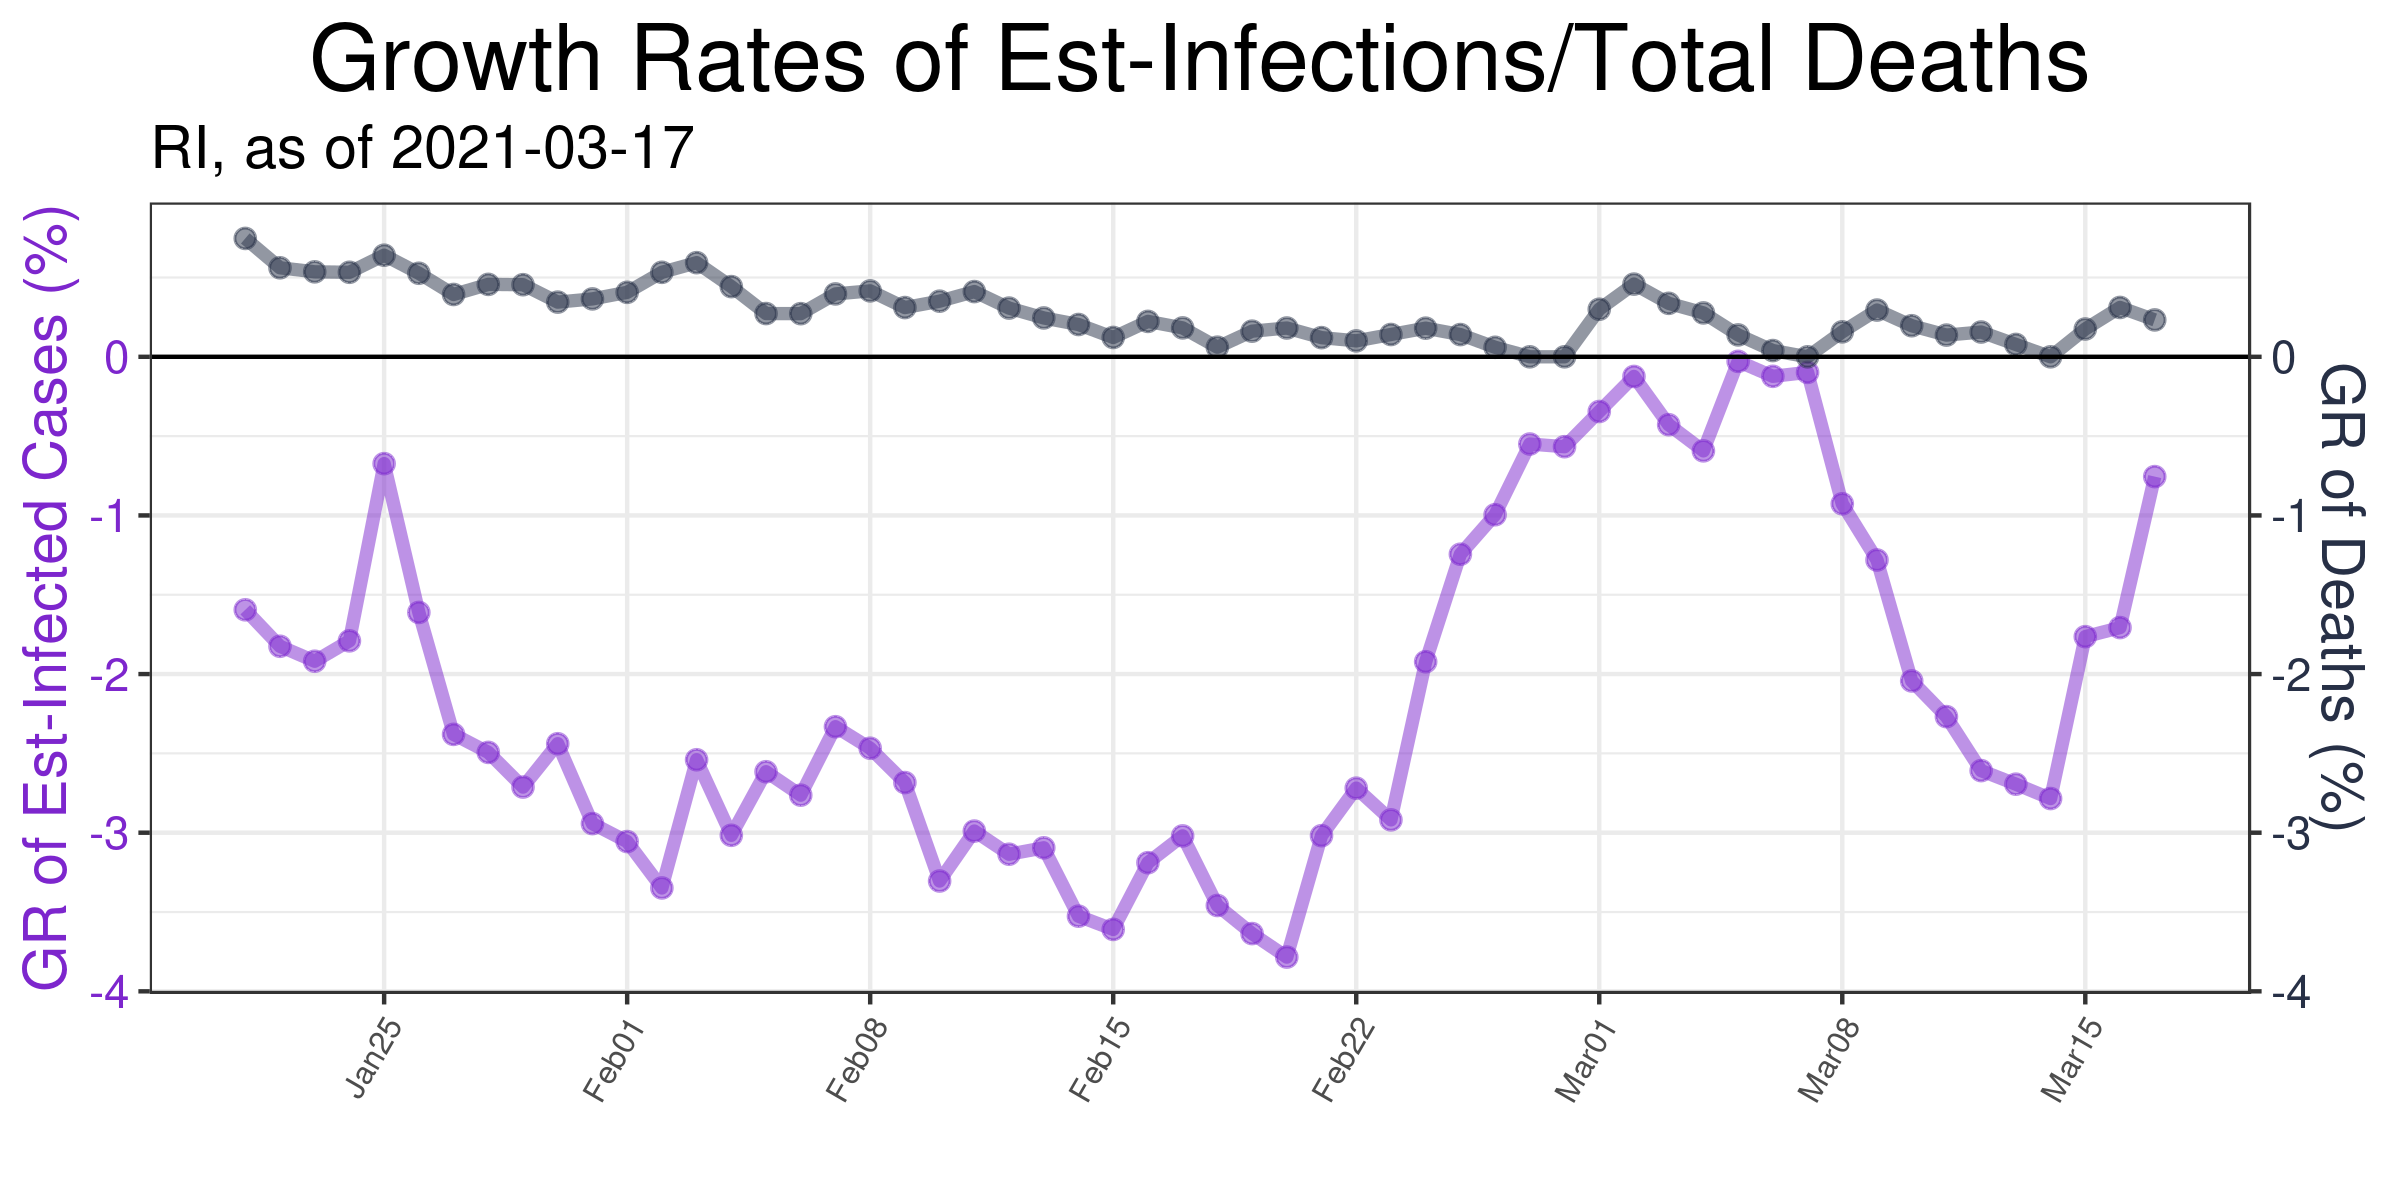 Growth Rates of Est-Infections/Total Deaths
RI, as of 2021-03-17
GR of Est-Infected Cases (%)
0
-1
-2
-3
-4
0
-1
-2
-3
-4
GR of Deaths (%)
Jan25
Feb01
Feb08
Feb15
Feb22
Mar01
Mar08
Mar15